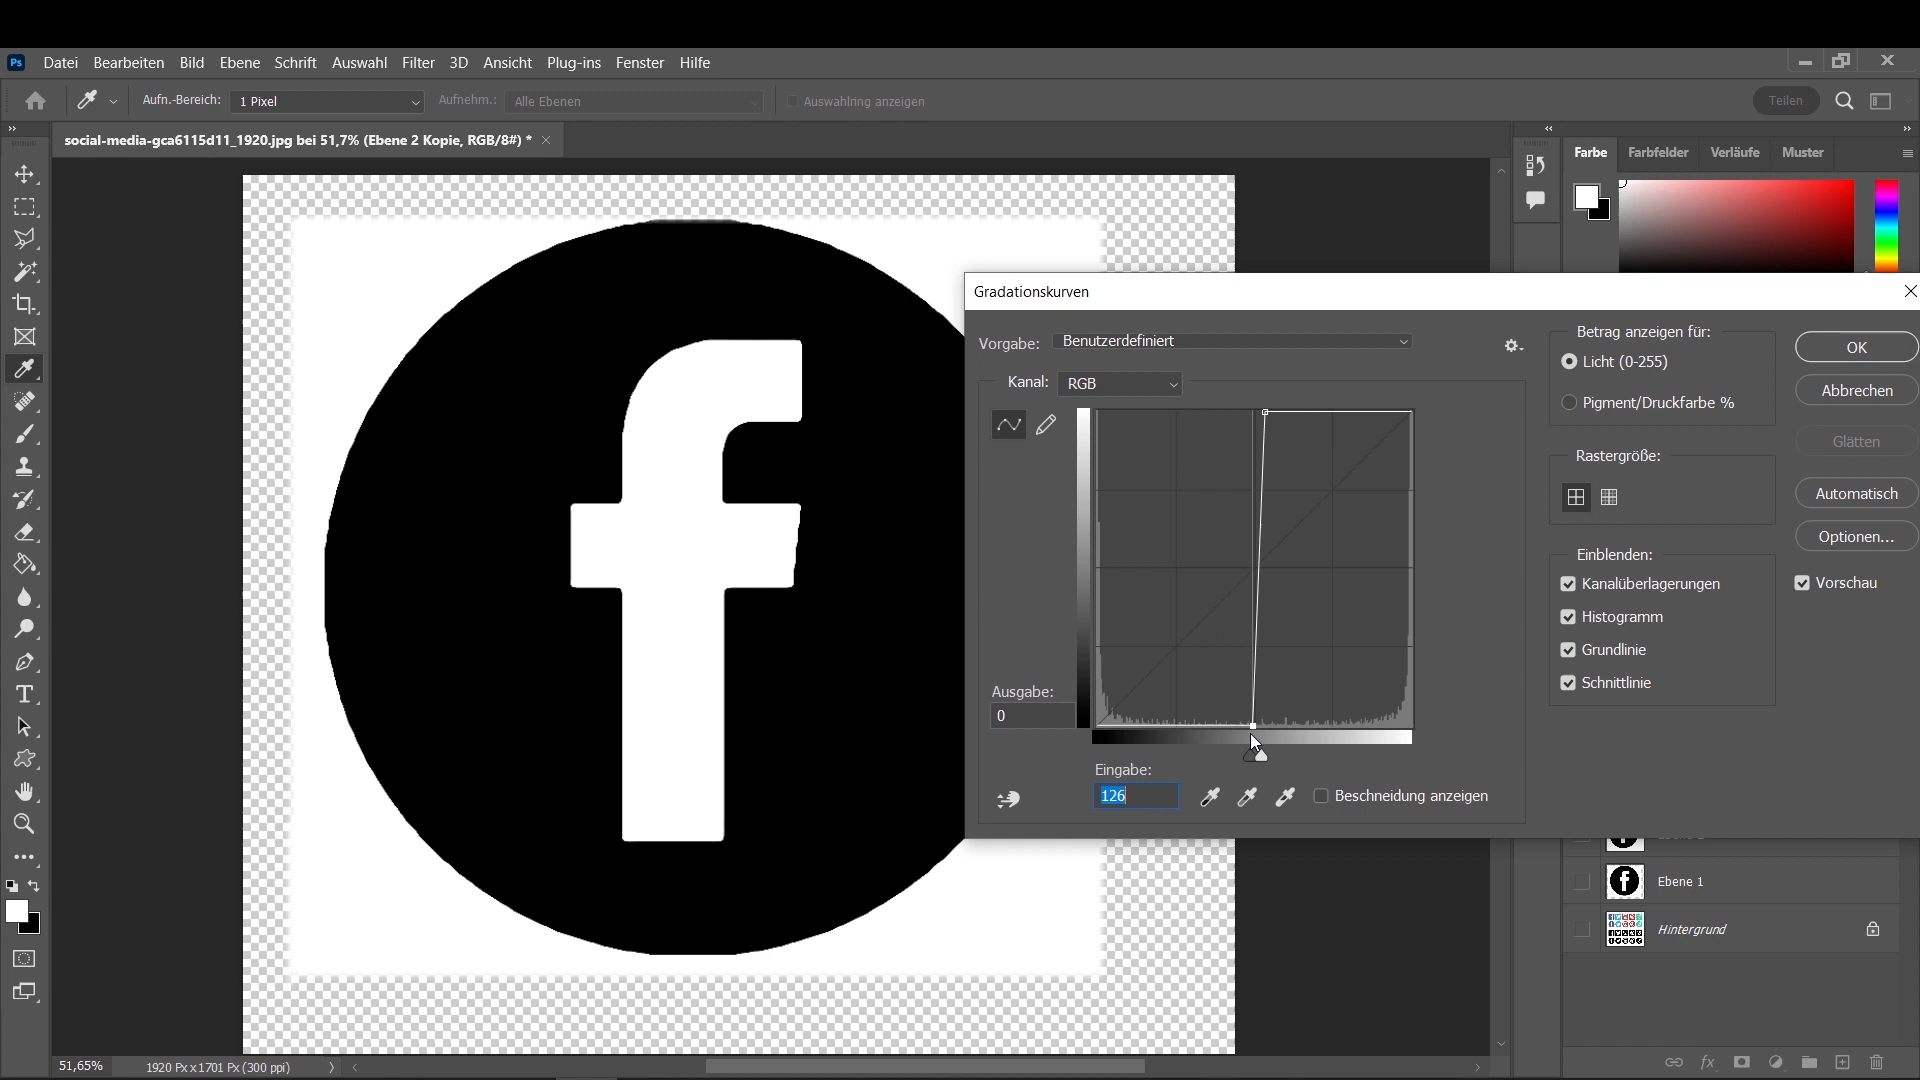 Ps Datei Bearbeiten Bild Ebene Schrift Auswahl Filter 3D Ansicht Plug-ins Fenster Hilfe
Aufn.-Bereich: 1 Pixel Aufnehm.: Alle Ebenen Auswahlring anzeigen Teilen
social-media-gca6115d11_1920.jpg bei 51,7% (Ebene 2 Kopie, RGB/8#) *
Farbe Farbfelder Verläufe Muster
Gradationskurven
Vorgabe: Benutzerdefiniert
Kanal: RGB
Ausgabe:
0
Eingabe:
126
Beschneidung anzeigen
Betrag anzeigen für:
Licht (0-255)
Pigment/Druckfarbe %
Rastergröße:
Einblenden:
Kanalüberlagerungen
Histogramm
Grundlinie
Schnittlinie
OK
Abbrechen
Glätten
Automatisch
Optionen...
Vorschau
Ebene 1
Hintergrund
fx
51,65% 1920 Px x 1701 Px (300 ppi)